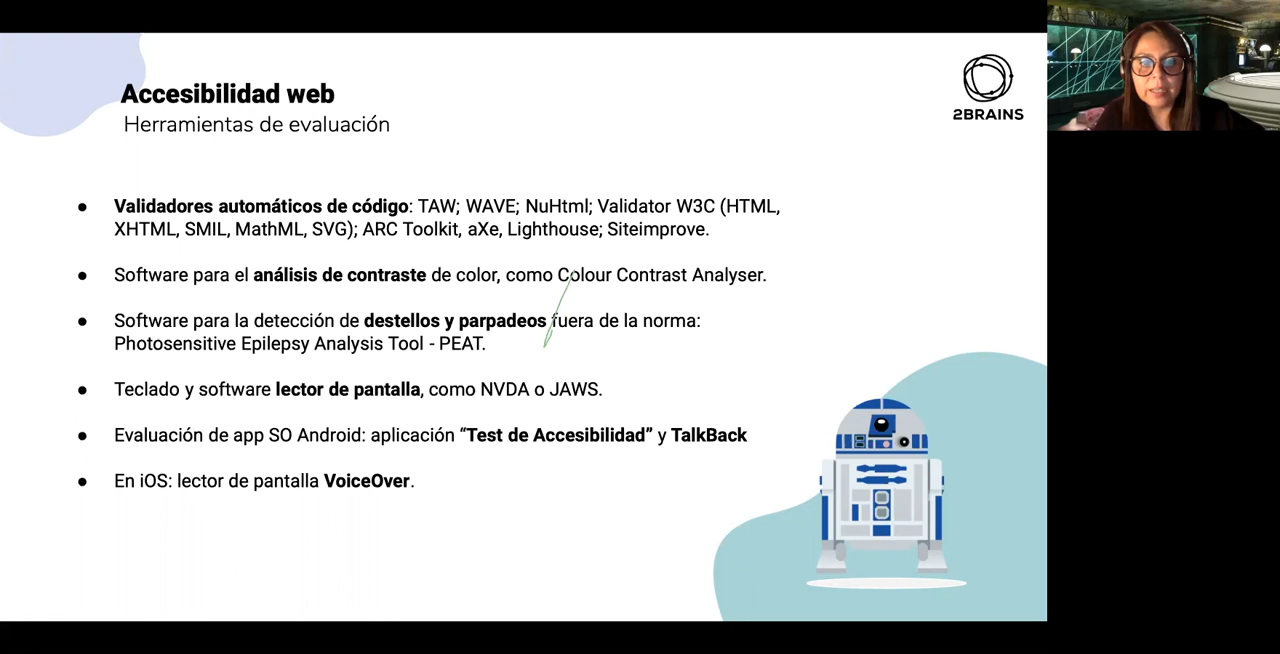 Accesibilidad web
Herramientas de evaluación
2BRAINS
● Validadores automáticos de código: TAW; WAVE; NuHtml; Validator W3C (HTML,
XHTML, SMIL, MathML, SVG); ARC Toolkit, aXe, Lighthouse; Siteimprove.
● Software para el análisis de contraste de color, como Colour Contrast Analyser.
● Software para la detección de destellos y parpadeos fuera de la norma:
Photosensitive Epilepsy Analysis Tool - PEAT.
● Teclado y software lector de pantalla, como NVDA o JAWS.
● Evaluación de app SO Android: aplicación “Test de Accesibilidad” y TalkBack
● En iOS: lector de pantalla VoiceOver.